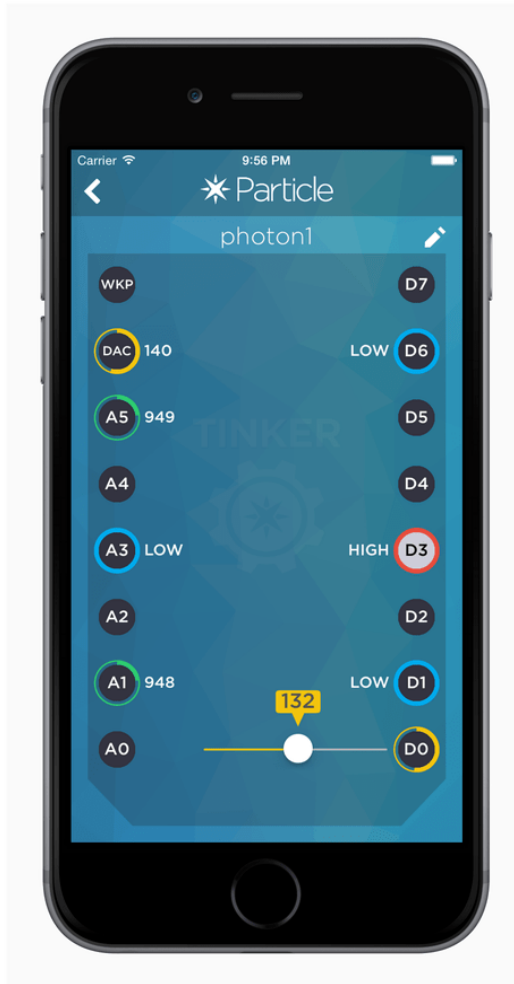 Carrier 9:56 PM
Particle
photon1
WKP D7
DAC 140 LOW D6
A5 949 D5
TINKER
A4 D4
A3 LOW HIGH D3
A2 D2
A1 948 LOW D1
132
A0 D0